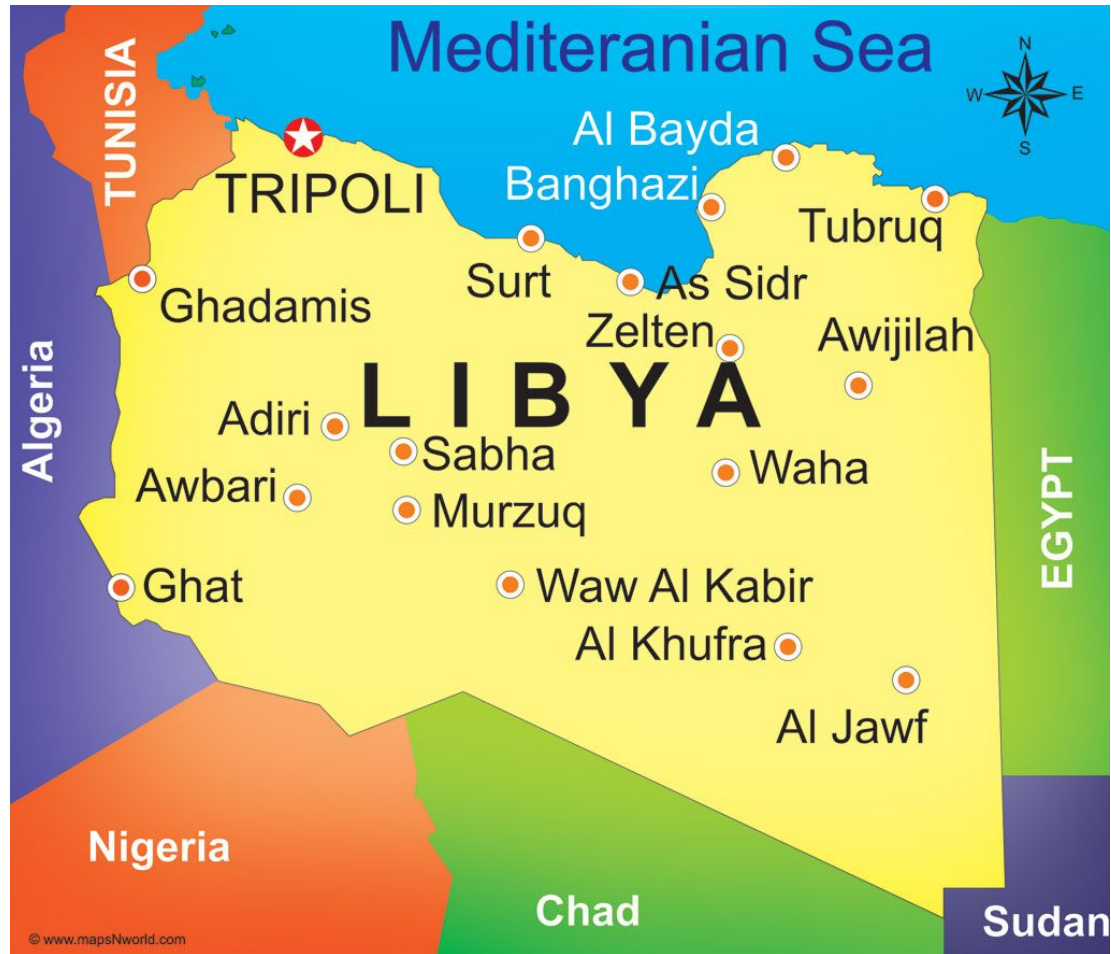 Mediteranian Sea
N
W
E
S
TUNISIA
Al Bayda
Banghazi
TRIPOLI
Tubruq
Surt
As Sidr
Ghadamis
Zelten
Awijilah
Algeria
LIBYA
Adiri
Sabha
Waha
Awbari
Murzuq
EGYPT
Ghat
Waw Al Kabir
Al Khufra
Al Jawf
Nigeria
Chad
Sudan
© www.mapsNworld.com